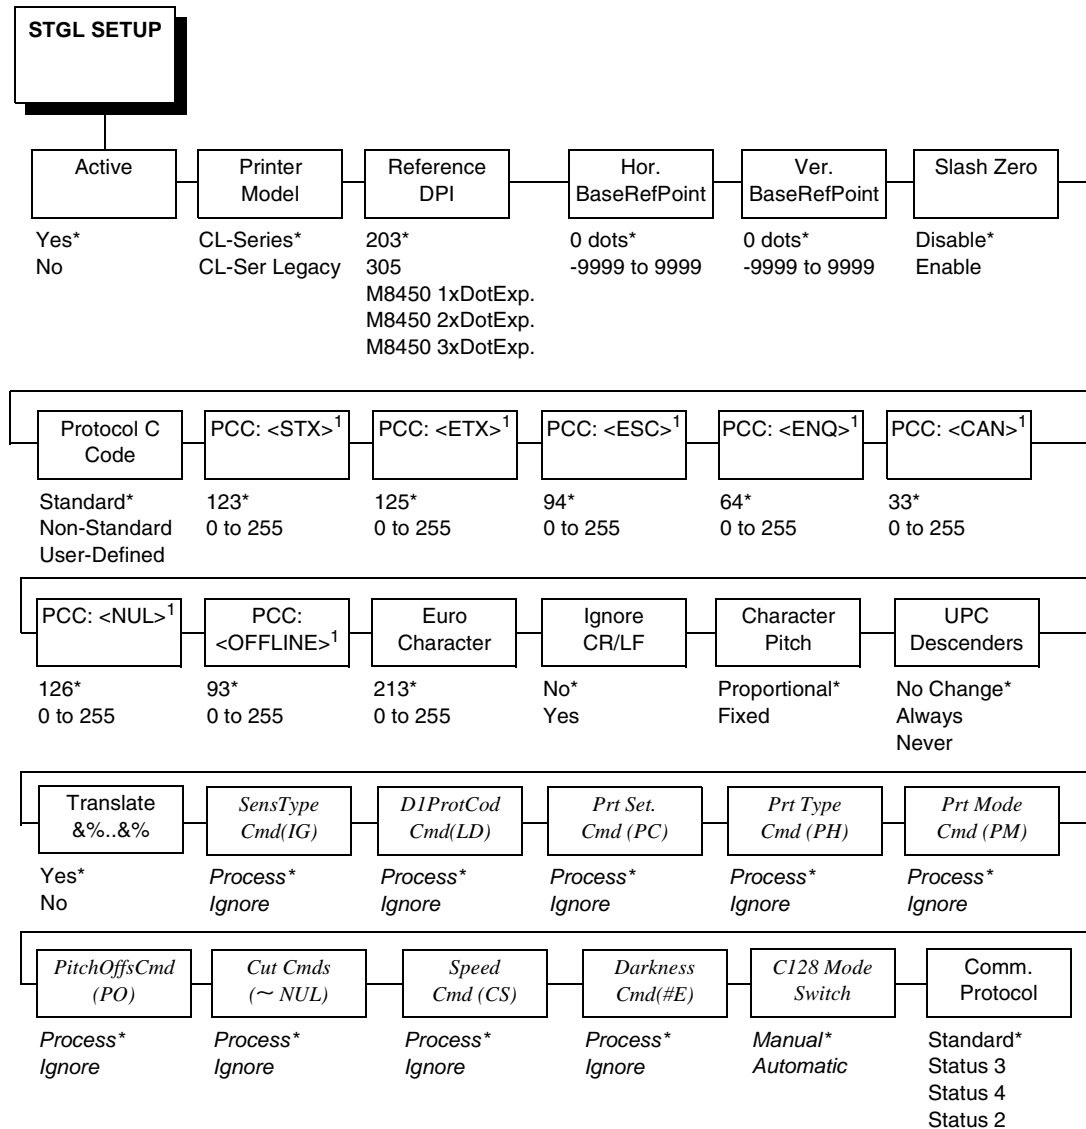 STGL SETUP
Active
Printer
Model
Reference
DPI
Hor.
BaseRefPoint
Ver.
BaseRefPoint
Slash Zero
Yes*
No
CL-Series*
CL-Ser Legacy
203*
305
M8450 1xDotExp.
M8450 2xDotExp.
M8450 3xDotExp.
0 dots*
-9999 to 9999
0 dots*
-9999 to 9999
Disable*
Enable
Protocol C
Code
PCC: <STX>1
PCC: <ETX>1
PCC: <ESC>1
PCC: <ENQ>1
PCC: <CAN>1
Standard*
Non-Standard
User-Defined
123*
0 to 255
125*
0 to 255
94*
0 to 255
64*
0 to 255
33*
0 to 255
PCC: <NUL>1
PCC:
<OFFLINE>1
Euro
Character
Ignore
CR/LF
Character
Pitch
UPC
Descenders
126*
0 to 255
93*
0 to 255
213*
0 to 255
No*
Yes
Proportional*
Fixed
No Change*
Always
Never
Translate
&%..&%
SensType
Cmd(IG)
D1ProtCod
Cmd(LD)
Prt Set.
Cmd (PC)
Prt Type
Cmd (PH)
Prt Mode
Cmd (PM)
Yes*
No
Process*
Ignore
Process*
Ignore
Process*
Ignore
Process*
Ignore
Process*
Ignore
PitchOffsCmd
(PO)
Cut Cmds
(~ NUL)
Speed
Cmd (CS)
Darkness
Cmd(#E)
C128 Mode
Switch
Comm.
Protocol
Process*
Ignore
Process*
Ignore
Process*
Ignore
Process*
Ignore
Manual*
Automatic
Standard*
Status 3
Status 4
Status 2